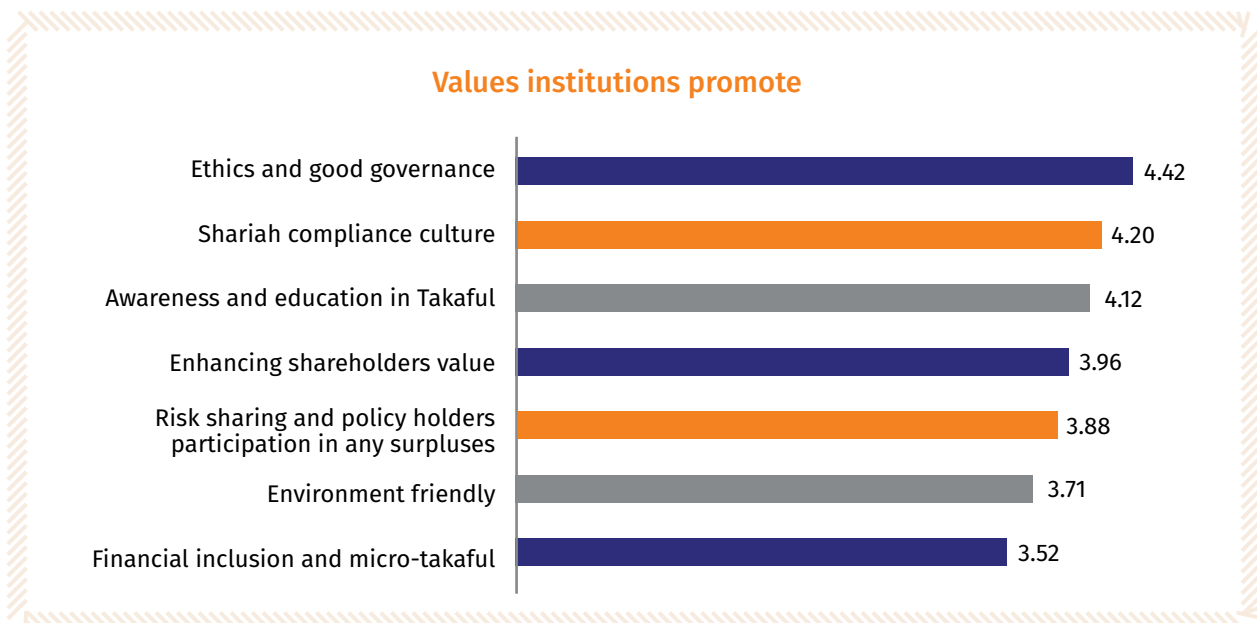 Values institutions promote
Ethics and good governance 4.42
Shariah compliance culture 4.20
Awareness and education in Takaful 4.12
Enhancing shareholders value 3.96
Risk sharing and policy holders
participation in any surpluses 3.88
Environment friendly 3.71
Financial inclusion and micro-takaful 3.52